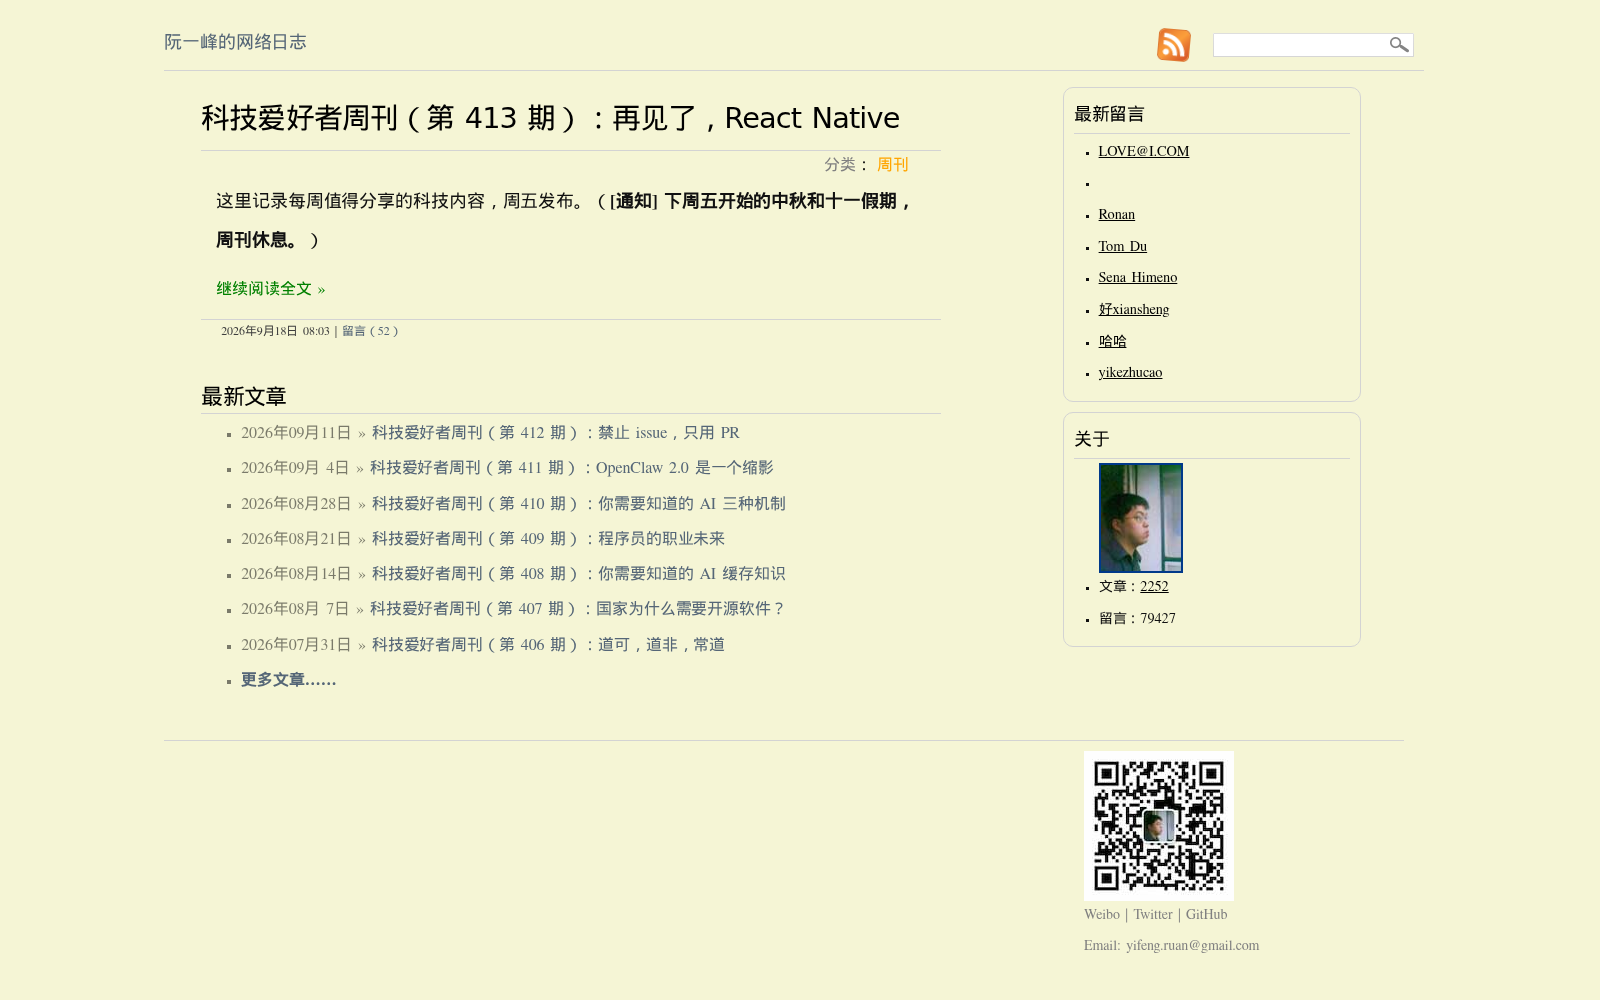 阮一峰的网络日志
科技爱好者周刊（第 413 期）：再见了，React Native
分类： 周刊
这里记录每周值得分享的科技内容，周五发布。（[通知] 下周五开始的中秋和十一假期，
周刊休息。）
继续阅读全文 »
2026年9月18日 08:03 | 留言（52）
最新文章
2026年09月11日 » 科技爱好者周刊（第 412 期）：禁止 issue，只用 PR
2026年09月 4日 » 科技爱好者周刊（第 411 期）：OpenClaw 2.0 是一个缩影
2026年08月28日 » 科技爱好者周刊（第 410 期）：你需要知道的 AI 三种机制
2026年08月21日 » 科技爱好者周刊（第 409 期）：程序员的职业未来
2026年08月14日 » 科技爱好者周刊（第 408 期）：你需要知道的 AI 缓存知识
2026年08月 7日 » 科技爱好者周刊（第 407 期）：国家为什么需要开源软件？
2026年07月31日 » 科技爱好者周刊（第 406 期）：道可，道非，常道
更多文章……
最新留言
LOVE@I.COM
Ronan
Tom Du
Sena Himeno
好xiansheng
哈哈
yikezhucao
关于
文章：2252
留言：79427
Weibo | Twitter | GitHub
Email: yifeng.ruan@gmail.com